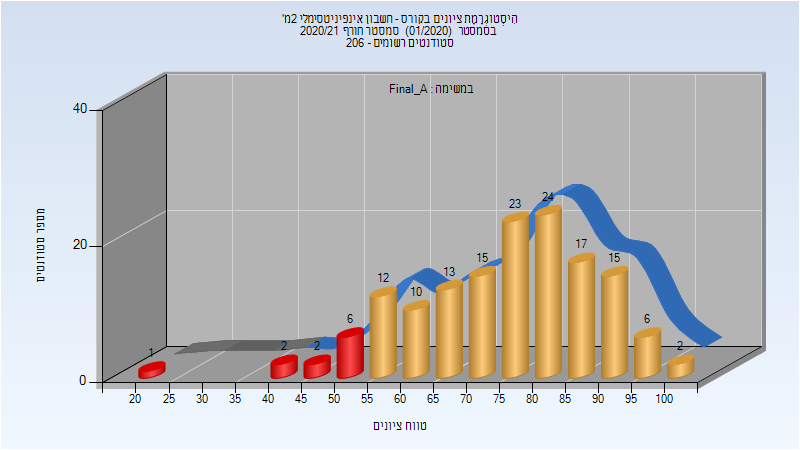 היסטוגרמת ציונים בקורס - חשבון אינפיניטסימלי 2מ'
בסמסטר (01/2020) סמסטר חורף 2020/21
סטודנטים רשומים - 206
במשימה : Final_A
מספר סטודנטים
40
20
0
1
2
2
6
12
10
13
15
23
24
17
15
6
2
20 25 30 35 40 45 50 55 60 65 70 75 80 85 90 95 100
טווח ציונים